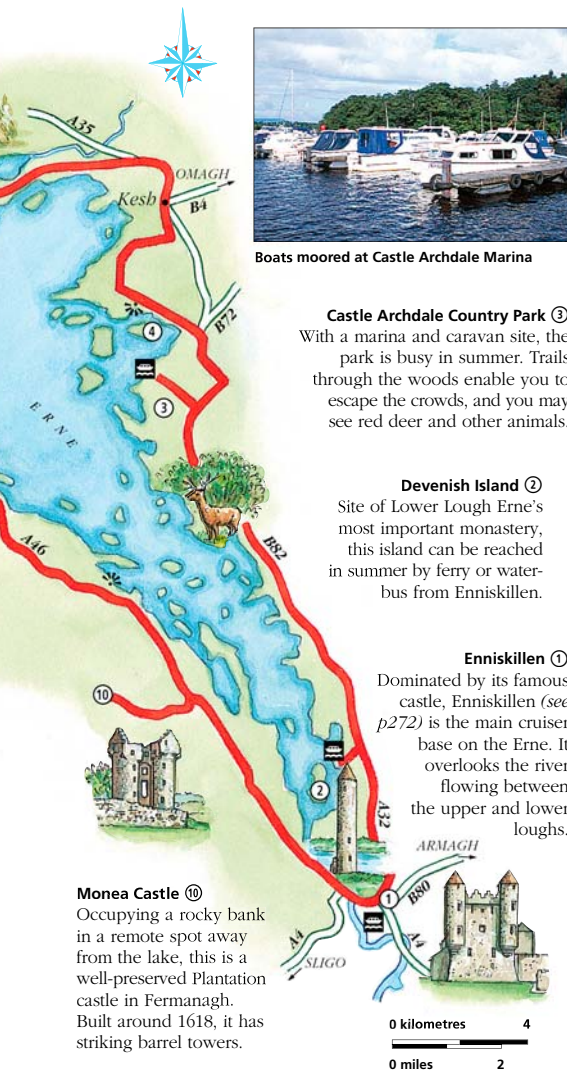 A35
OMAGH
Kesh
B4
Boats moored at Castle Archdale Marina
B72
Castle Archdale Country Park ③
With a marina and caravan site, the
park is busy in summer. Trails
through the woods enable you to
escape the crowds, and you may
see red deer and other animals.
④
③
ERNE
Devenish Island ②
Site of Lower Lough Erne's
most important monastery,
this island can be reached
in summer by ferry or water-
bus from Enniskillen.
A46
B82
Enniskillen ①
Dominated by its famous
castle, Enniskillen (see
p272) is the main cruiser
base on the Erne. It
overlooks the river
flowing between
the upper and lower
loughs.
⑩
②
A32
ARMAGH
Monea Castle ⑩
Occupying a rocky bank
in a remote spot away
from the lake, this is a
well-preserved Plantation
castle in Fermanagh.
Built around 1618, it has
striking barrel towers.
①
B80
A4
A4
SLIGO
0 kilometres 4
0 miles 2